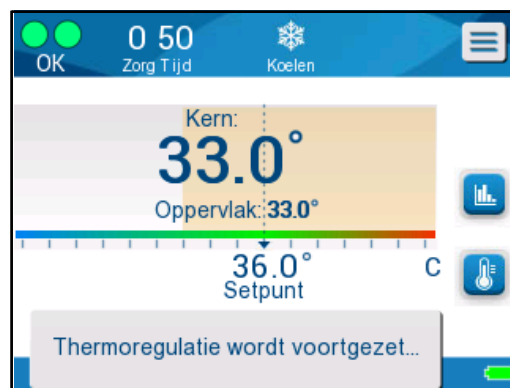 OK
0 50
Zorg Tijd
Koelen
Kern:
33.0°
Oppervlak: 33.0°
36.0°
C
Setpunt
Thermoregulatie wordt voortgezet...